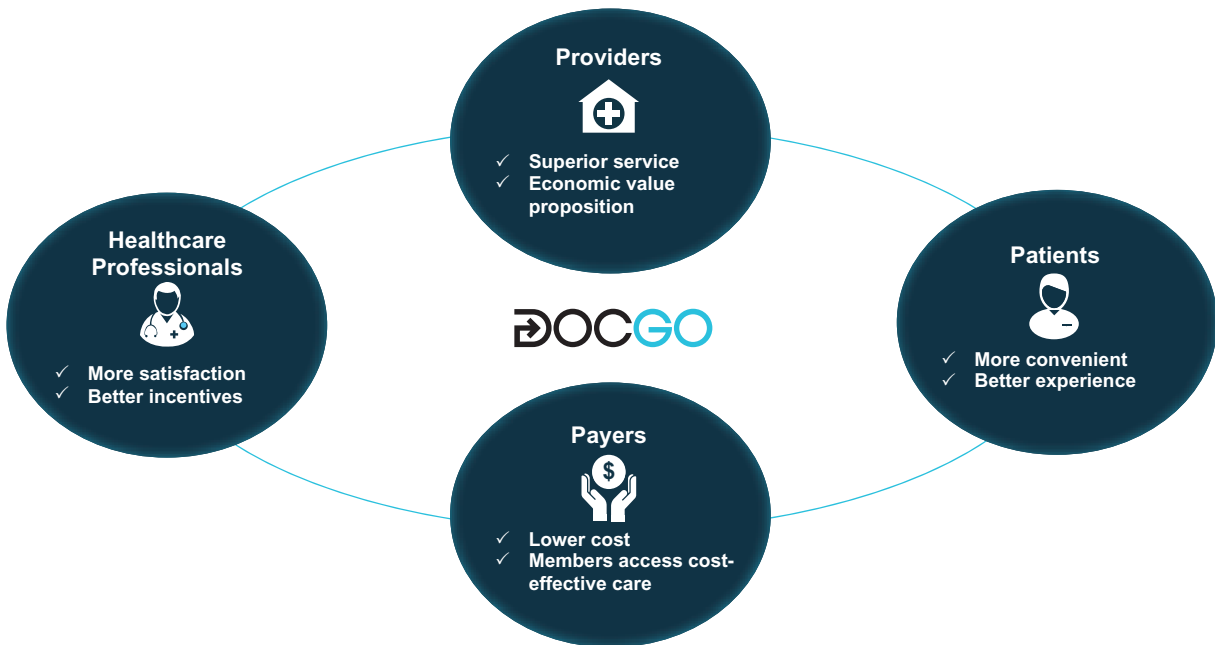 Providers
✓ Superior service
✓ Economic value
proposition
Healthcare
Professionals
✓ More satisfaction
✓ Better incentives
Patients
✓ More convenient
✓ Better experience
DOCGO
Payers
$
✓ Lower cost
✓ Members access cost-
effective care